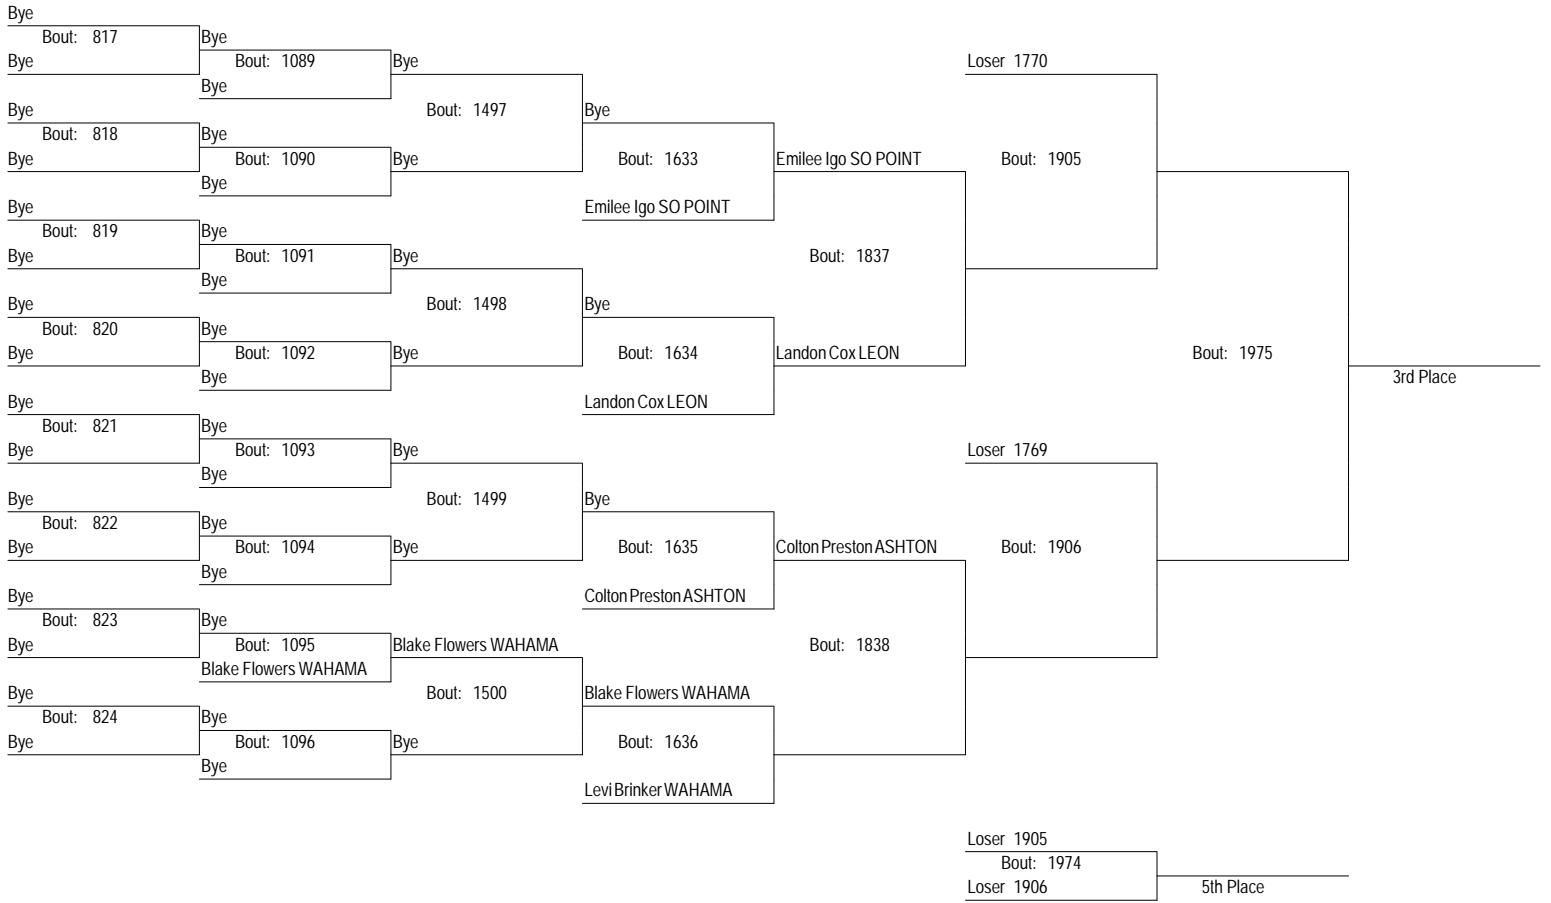 Bye
Bout: 817
Bye
Bye
Bout: 1089
Bye
Bye
Bye
Bout: 818
Bye
Bye
Bout: 1090
Bye
Bye
Bout: 1497
Bye
Bye
Bout: 819
Bye
Bye
Bout: 1091
Bye
Bye
Bye
Bout: 820
Bye
Bye
Bout: 1092
Bye
Bye
Bout: 1498
Bye
Bye
Bout: 821
Bye
Bye
Bout: 1093
Bye
Bye
Bye
Bout: 822
Bye
Bye
Bout: 1094
Bye
Bye
Bout: 1499
Bye
Bye
Bout: 823
Bye
Bye
Bout: 1095
Blake Flowers WAHAMA
Blake Flowers WAHAMA
Bye
Bout: 824
Bye
Bye
Bout: 1096
Bye
Bye
Bout: 1500
Blake Flowers WAHAMA
Bout: 1633
Emilee Igo SO POINT
Emilee Igo SO POINT
Bout: 1634
Landon Cox LEON
Landon Cox LEON
Bout: 1837
Bout: 1635
Colton Preston ASHTON
Colton Preston ASHTON
Bout: 1636
Levi Brinker WAHAMA
Bout: 1838
Loser 1770
Bout: 1905
Loser 1769
Bout: 1906
Bout: 1975
3rd Place
Loser 1905
Bout: 1974
Loser 1906
5th Place